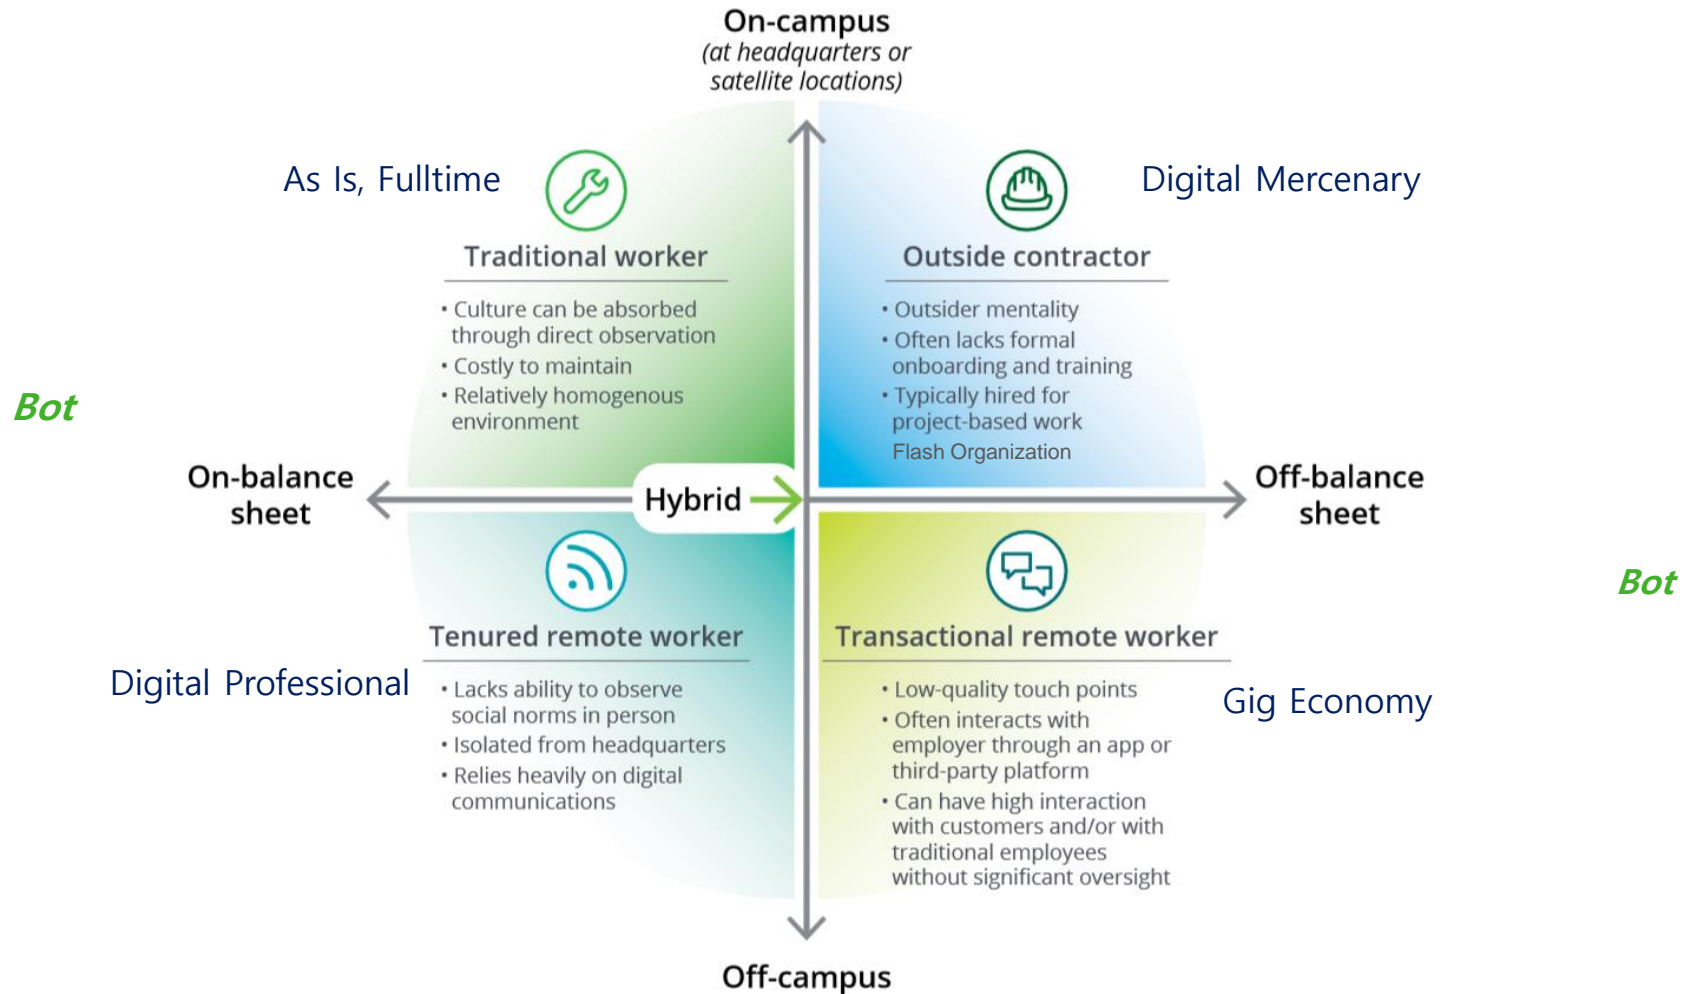 On-campus
(at headquarters or
satellite locations)
As Is, Fulltime
Traditional worker
• Culture can be absorbed
through direct observation
• Costly to maintain
• Relatively homogenous
environment
Digital Mercenary
Outside contractor
• Outsider mentality
• Often lacks formal
onboarding and training
• Typically hired for
project-based work
Flash Organization
Bot
On-balance
sheet
Hybrid
Off-balance
sheet
Bot
Tenured remote worker
Digital Professional
• Lacks ability to observe
social norms in person
• Isolated from headquarters
• Relies heavily on digital
communications
Transactional remote worker
Gig Economy
• Low-quality touch points
• Often interacts with
employer through an app or
third-party platform
• Can have high interaction
with customers and/or with
traditional employees
without significant oversight
Off-campus